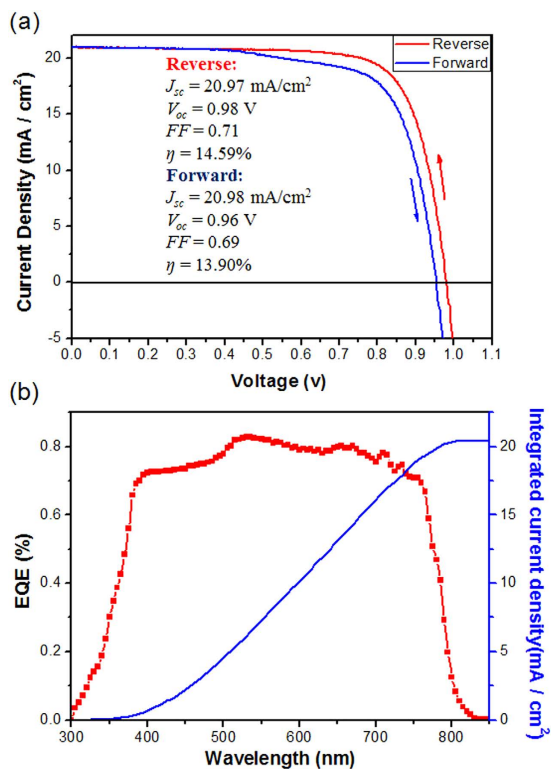 (a)
Reverse
Forward
Reverse:
Jsc = 20.97 mA/cm²
Voc = 0.98 V
FF = 0.71
η = 14.59%
Forward:
Jsc = 20.98 mA/cm²
Voc = 0.96 V
FF = 0.69
η = 13.90%
Current Density (mA / cm²)
20
15
10
5
0
-5
0.0 0.1 0.2 0.3 0.4 0.5 0.6 0.7 0.8 0.9 1.0 1.1
Voltage (v)
(b)
EQE (%)
0.8
0.6
0.4
0.2
0.0
20
15
10
5
0
Integrated current density(mA / cm²)
300 400 500 600 700 800
Wavelength (nm)